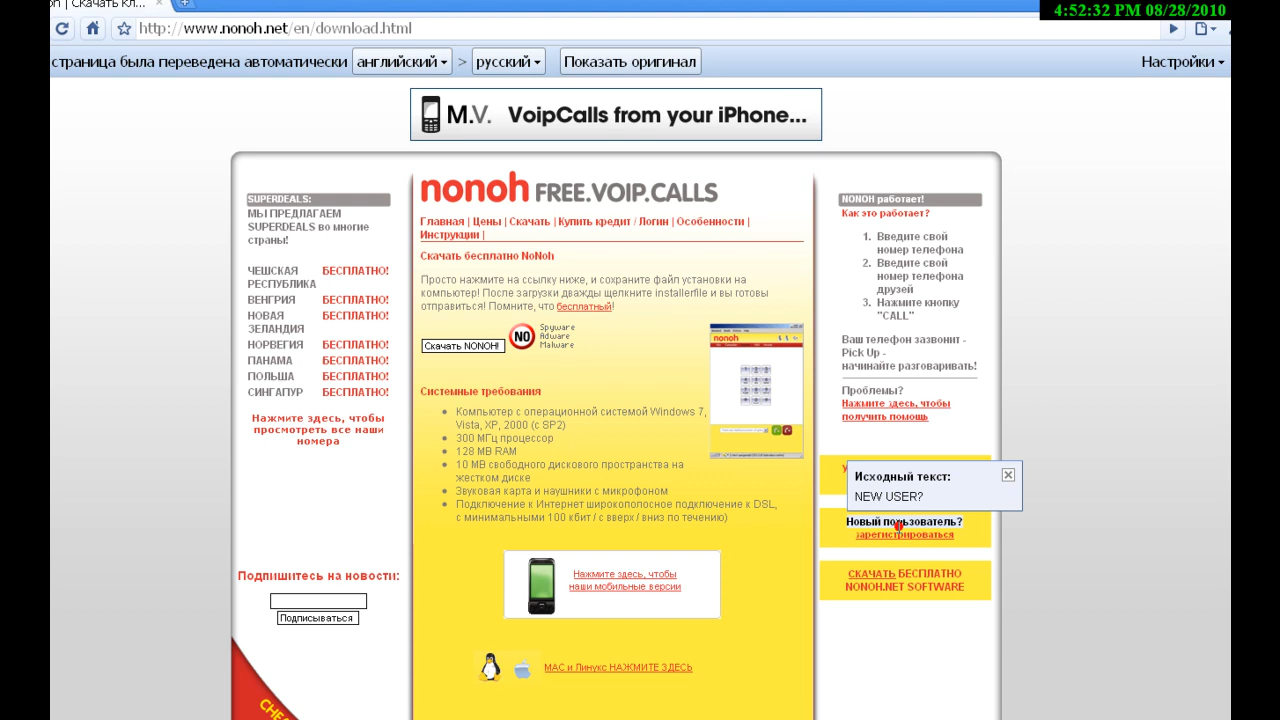 on | Скачать кл...
4:52:32 PM 08/28/2010
http://www.nonoh.net/en/download.html
страница была переведена автоматически английский > русский Показать оригинал Настройки
M.V. VoipCalls from your iPhone...
SUPERDEALS:
МЫ ПРЕДЛАГАЕМ
SUPERDEALS во многие
страны!
ЧЕШСКАЯ РЕСПУБЛИКА БЕСПЛАТНО!
ВЕНГРИЯ БЕСПЛАТНО!
НОВАЯ ЗЕЛАНДИЯ БЕСПЛАТНО!
НОРВЕГИЯ БЕСПЛАТНО!
ПАНАМА БЕСПЛАТНО!
ПОЛЬША БЕСПЛАТНО!
СИНГАПУР БЕСПЛАТНО!
Нажмите здесь, чтобы
просмотреть все наши
номера
Подпишитесь на новости:
Подписываться
nonoh FREE.VOIP.CALLS
Главная | Цены | Скачать | Купить кредит / Логин | Особенности |
Инструкции |
Скачать бесплатно NoNoh
Просто нажмите на ссылку ниже, и сохраните файл установки на
компьютер! После загрузки дважды щелкните installerfile и вы готовы
отправиться! Помните, что бесплатный!
Скачать NONOH!
NO
Spyware
Adware
Malware
nonoh
Системные требования
Компьютер с операционной системой Windows 7,
Vista, XP, 2000 (с SP2)
300 МГц процессор
128 MB RAM
10 MB свободного дискового пространства на
жестком диске
Звуковая карта и наушники с микрофоном
Подключение к Интернет широкополосное подключение к DSL,
с минимальными 100 кбит / с вверх / вниз по течению)
Нажмите здесь, чтобы
наши мобильные версии
MAC и Линукс НАЖМИТЕ ЗДЕСЬ
NONOH работает!
Как это работает?
1. Введите свой
номер телефона
2. Введите свой
номер телефона
друзей
3. Нажмите кнопку
"CALL"
Ваш телефон зазвонит -
Pick Up -
начинайте разговаривать!
Проблемы?
Нажмите здесь, чтобы
получить помощь
Исходный текст:
NEW USER?
Новый пользователь?
зарегистрироваться
СКАЧАТЬ БЕСПЛАТНО
NONOH.NET SOFTWARE